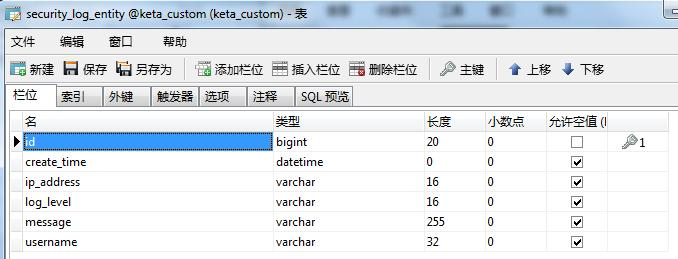 security_log_entity @keta_custom (keta_custom) - 表
文件 编辑 窗口 帮助
新建 保存 另存为 添加栏位 插入栏位 删除栏位 主键 上移 下移
栏位 索引 外键 触发器 选项 注释 SQL 预览
名 类型 长度 小数点 允许空值 (
id bigint 20 0 1
create_time datetime 0 0
ip_address varchar 16 0
log_level varchar 16 0
message varchar 255 0
username varchar 32 0